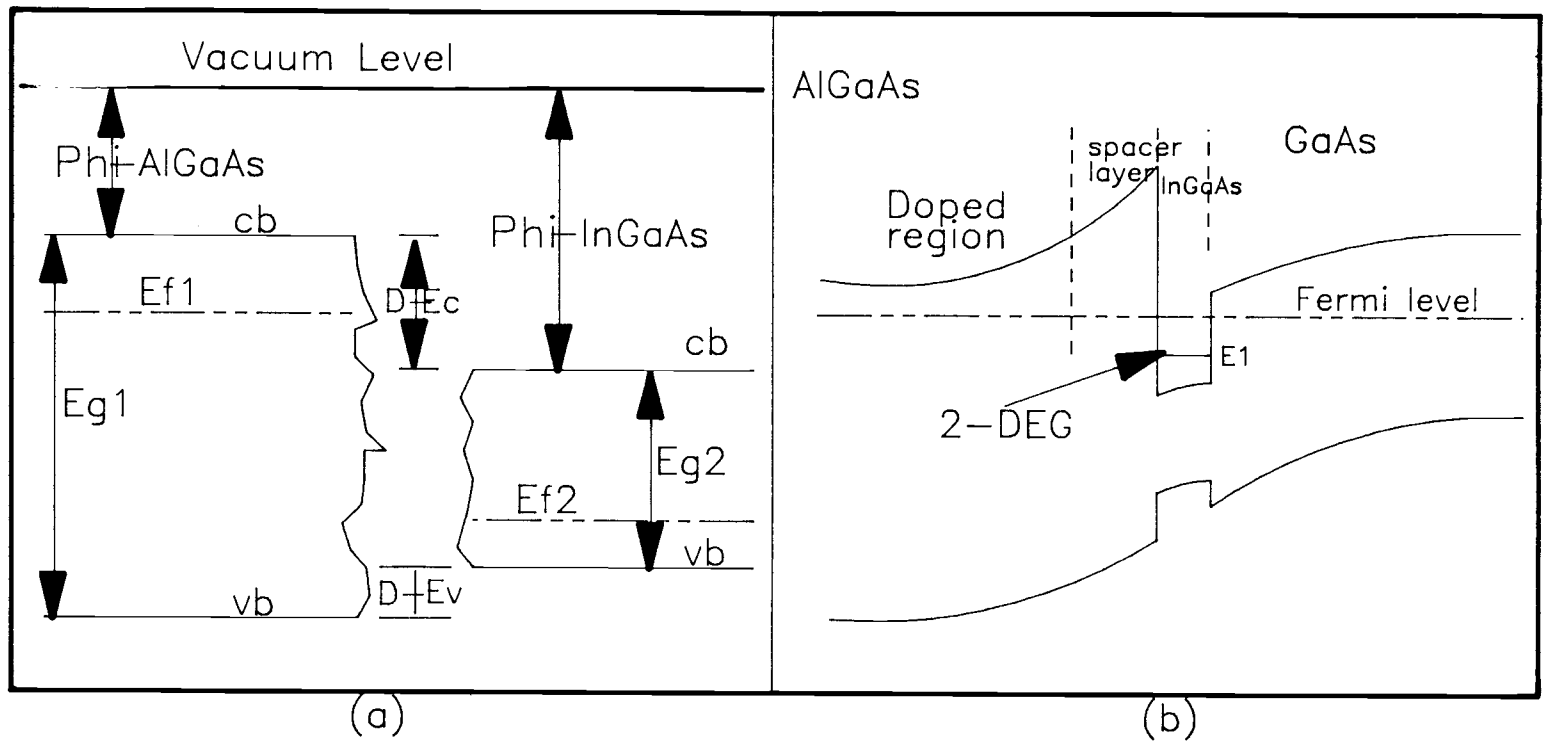 Vacuum Level
Phi-AlGaAs
cb
Ef1
Eg1
vb
D-Ec
D-Ev
Phi-InGaAs
cb
Eg2
Ef2
vb
(a)
AlGaAs
spacer
layer
InGaAs
GaAs
Doped
region
Fermi level
E1
2-DEG
(b)